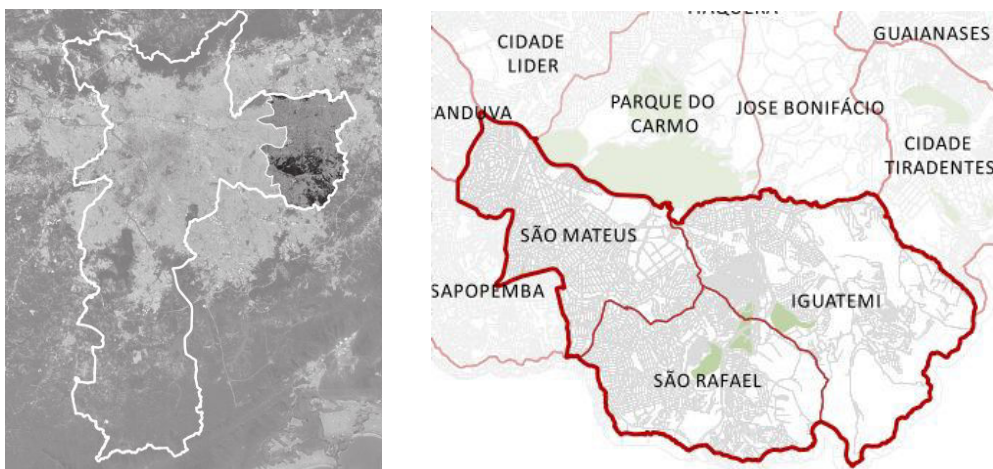 GUAIANASES
CIDADE
LIDER
PARQUE DO
CARMO
JOSE BONIFÁCIO
CIDADE
TIRADENTES
SÃO MATEUS
SAPOPEMBA
IGUATEMI
SÃO RAFAEL